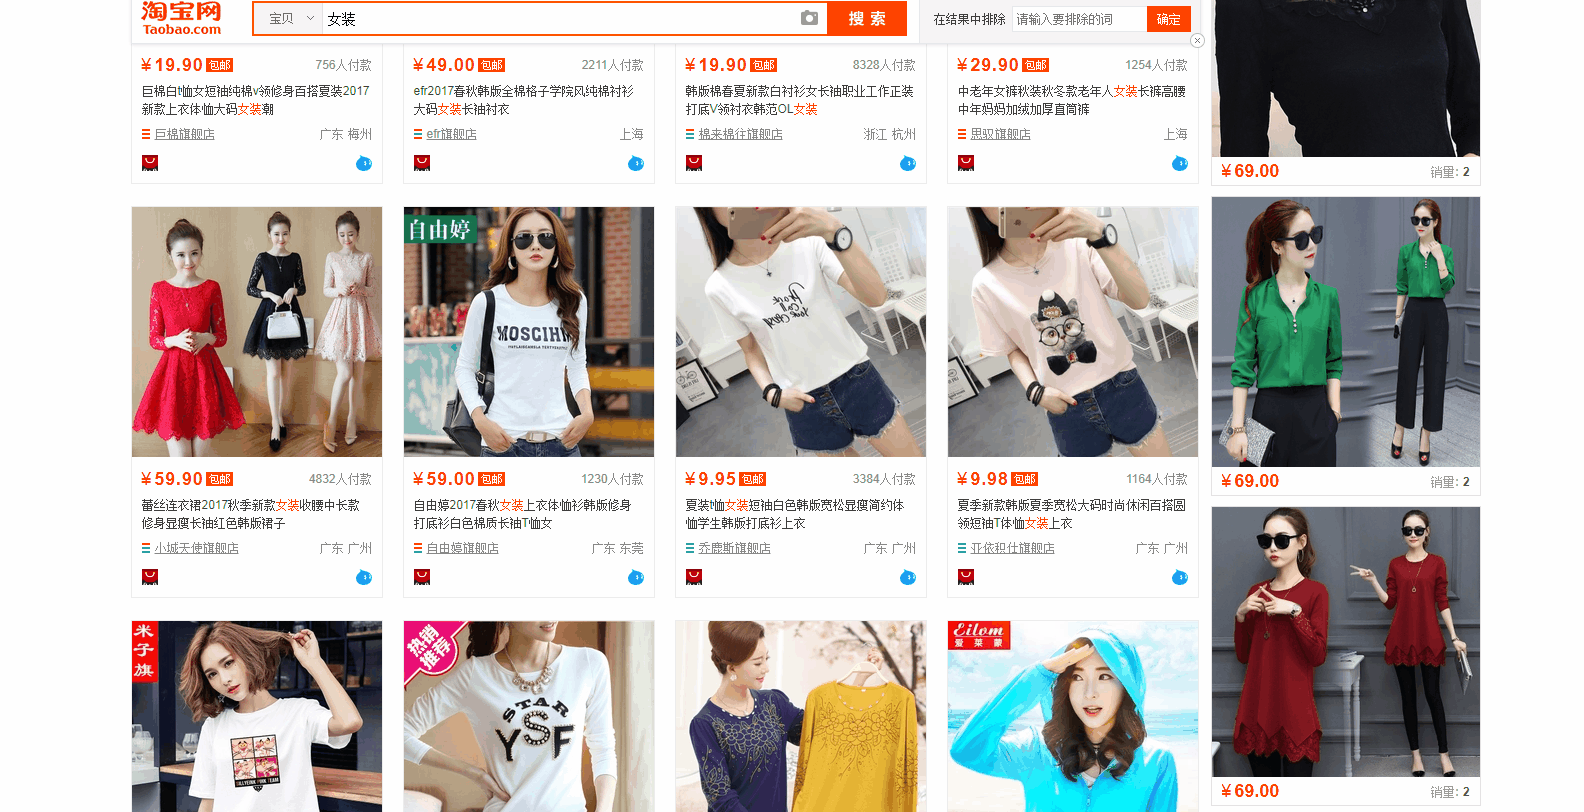 淘宝网
Taobao.com
宝贝
女装
搜索
在结果中排除
请输入要排除的词
确定
¥19.90 包邮 756人付款
巨棉白t恤女短袖纯棉v领修身百搭夏装2017
新款上衣体恤大码女装潮
巨棉旗舰店 广东 梅州
¥49.00 包邮 2211人付款
efr2017春秋韩版全棉格子学院风纯棉衬衫
大码女装长袖衬衣
efr旗舰店 上海
¥19.90 包邮 8328人付款
韩版棉春夏新款白衬衫女长袖职业工作正装
打底V领衬衣韩范OL女装
棉来棉往旗舰店 浙江 杭州
¥29.90 包邮 1254人付款
中老年女裤秋装秋冬款老年人女装长裤高腰
中年妈妈加绒加厚直筒裤
思驭旗舰店 上海
¥69.00 销量: 2
自由婷
MOSCIHI
¥59.90 包邮 4832人付款
蕾丝连衣裙2017秋季新款女装收腰中长款
修身显瘦长袖红色韩版裙子
小城天使旗舰店 广东 广州
¥59.00 包邮 1230人付款
自由婷2017春秋女装上衣体恤衫韩版修身
打底衫白色棉质长袖T恤女
自由婷旗舰店 广东 东莞
¥9.95 包邮 3384人付款
夏装t恤女装短袖白色韩版宽松显瘦简约体
恤学生韩版打底衫上衣
乔鹿斯旗舰店 广东 广州
¥9.98 包邮 1164人付款
夏季新款韩版夏季宽松大码时尚休闲百搭圆
领短袖T体恤女装上衣
亚依积仕旗舰店 广东 广州
¥69.00 销量: 2
米子旗
热销
推荐
STAR
YSF
Eilom
爱莱蒙
¥69.00 销量: 2